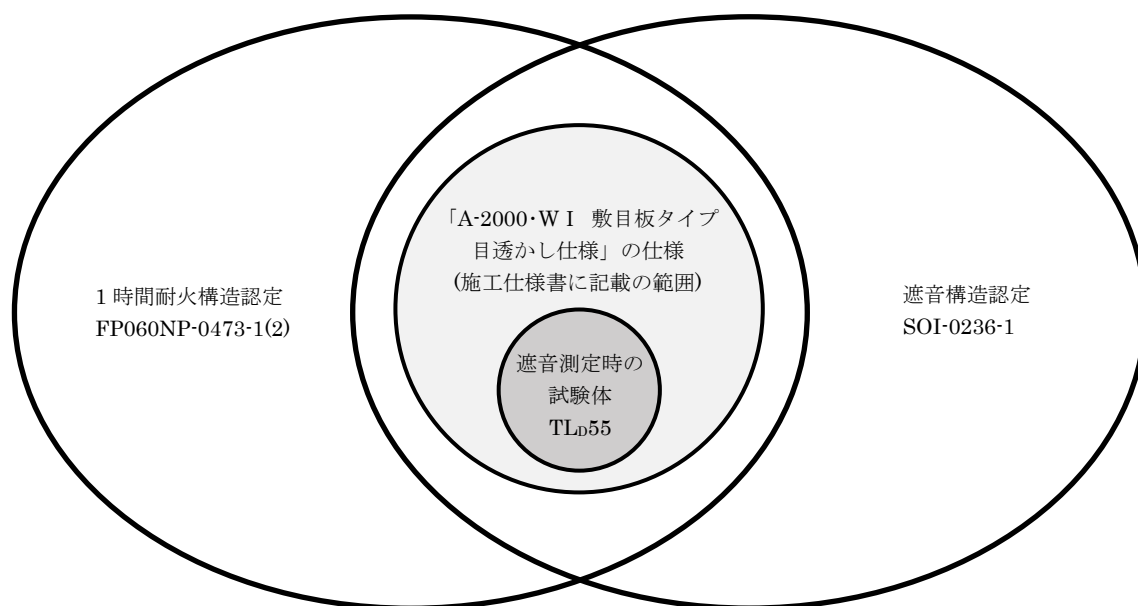 1 時間耐火構造認定
FP060NP-0473-1(2)
「A-2000・WⅠ 敷目板タイプ
目透かし仕様」の仕様
(施工仕様書に記載の範囲)
遮音測定時の
試験体
TLD55
遮音構造認定
SOI-0236-1